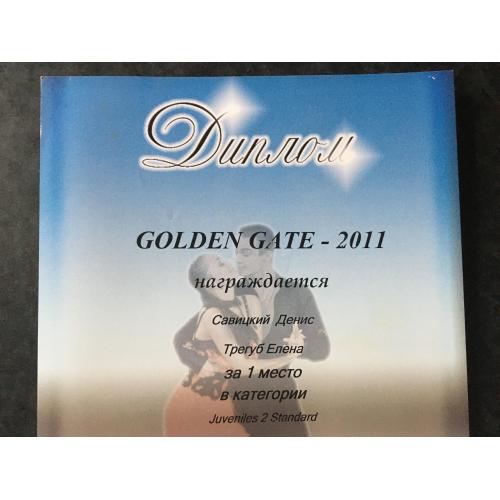 Диплом
GOLDEN GATE - 2011
награждается
Савицкий Денис
Трегуб Елена
за 1 место
в категории
Juveniles 2 Standard